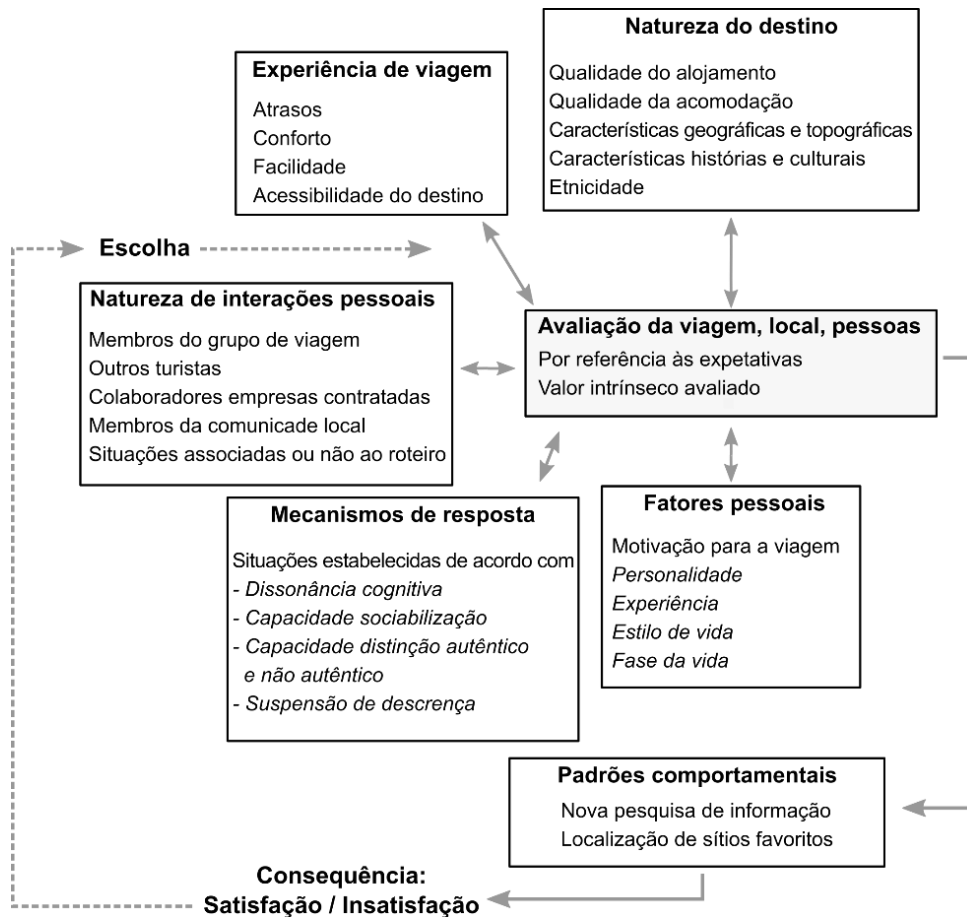 Natureza do destino
Qualidade do alojamento
Qualidade da acomodação
Características geográficas e topográficas
Características histórias e culturais
Etnicidade
Experiência de viagem
Atrasos
Conforto
Facilidade
Acessibilidade do destino
Escolha
Natureza de interações pessoais
Membros do grupo de viagem
Outros turistas
Colaboradores empresas contratadas
Membros da comunicade local
Situações associadas ou não ao roteiro
Avaliação da viagem, local, pessoas
Por referência às expetativas
Valor intrínseco avaliado
Mecanismos de resposta
Situações estabelecidas de acordo com
- Dissonância cognitiva
- Capacidade sociabilização
- Capacidade distinção autêntico
e não autêntico
- Suspensão de descrença
Fatores pessoais
Motivação para a viagem
Personalidade
Experiência
Estilo de vida
Fase da vida
Padrões comportamentais
Nova pesquisa de informação
Localização de sítios favoritos
Consequência:
Satisfação / Insatisfação